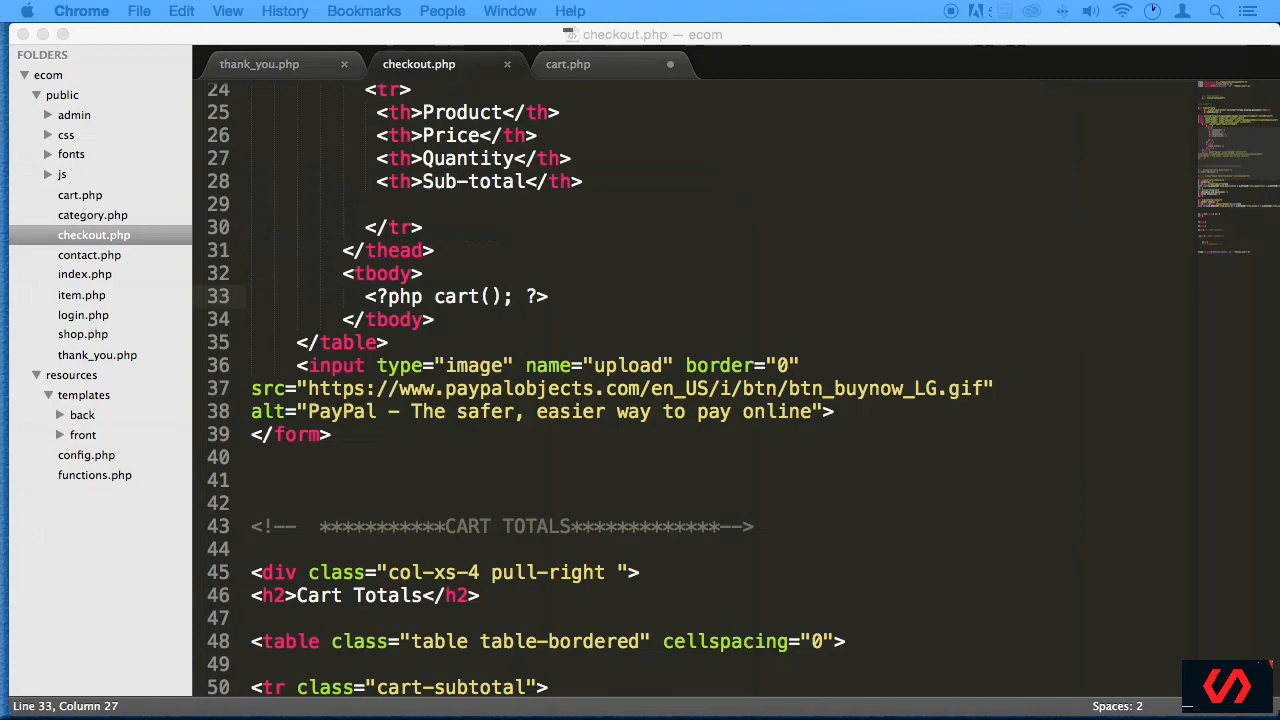 Chrome File Edit View History Bookmarks People Window Help
checkout.php — ecom
FOLDERS
ecom
public
admin
css
fonts
js
cart.php
category.php
checkout.php
contact.php
index.php
item.php
login.php
shop.php
thank_you.php
resources
templates
back
front
config.php
functions.php
thank_you.php × checkout.php × cart.php
24 <tr>
25 <th>Product</th>
26 <th>Price</th>
27 <th>Quantity</th>
28 <th>Sub-total</th>
29
30 </tr>
31 </thead>
32 <tbody>
33 <?php cart(); ?>
34 </tbody>
35 </table>
36 <input type="image" name="upload" border="0"
37 src="https://www.paypalobjects.com/en_US/i/btn/btn_buynow_LG.gif"
38 alt="PayPal - The safer, easier way to pay online">
39 </form>
40
41
42
43 <!--  ***********CART TOTALS*************-->
44
45 <div class="col-xs-4 pull-right ">
46 <h2>Cart Totals</h2>
47
48 <table class="table table-bordered" cellspacing="0">
49
50 <tr class="cart-subtotal">
Line 33, Column 27
Spaces: 2